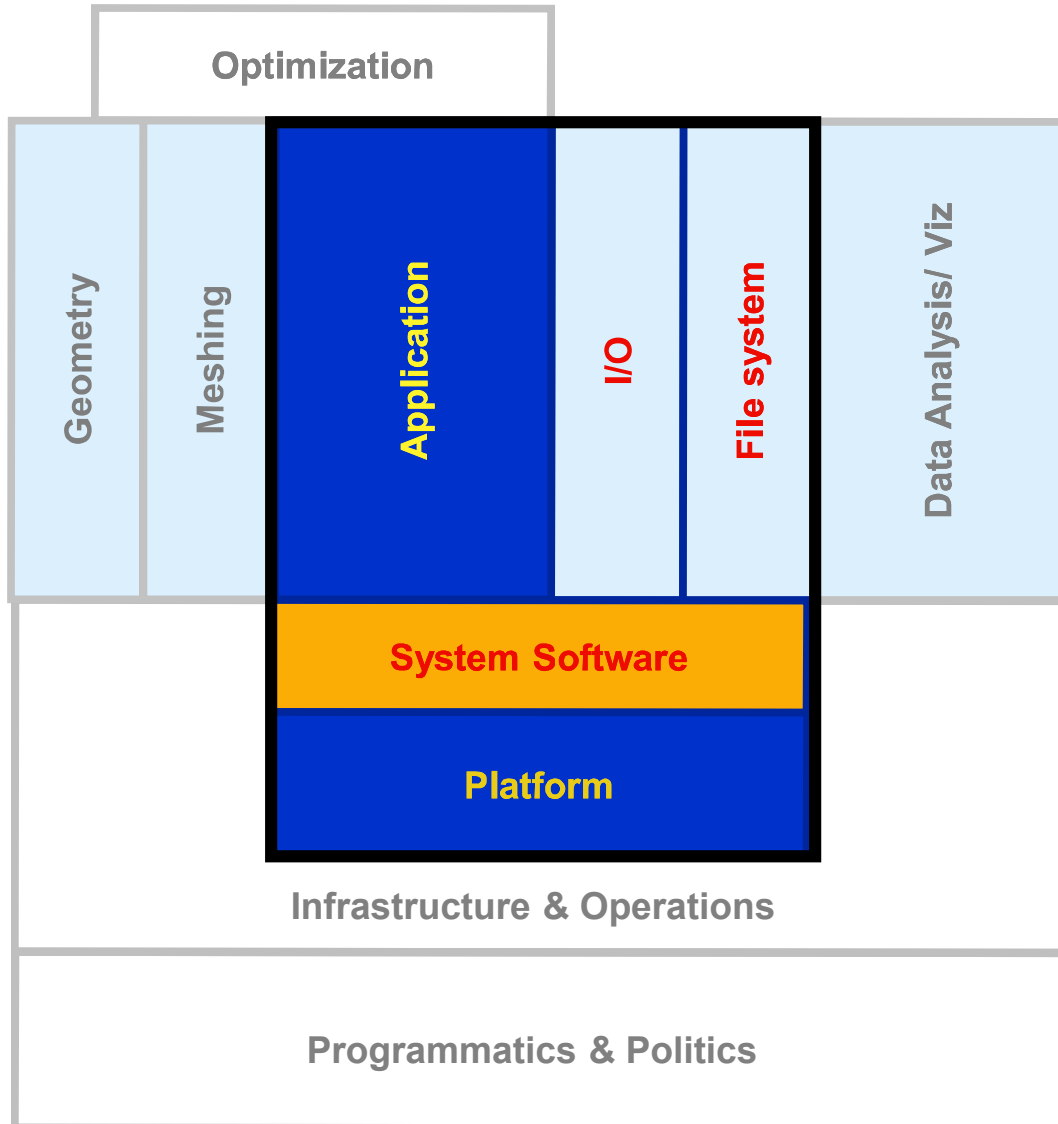 Optimization
Geometry
Meshing
Application
I/O
File system
Data Analysis/ Viz
System Software
Platform
Infrastructure & Operations
Programmatics & Politics